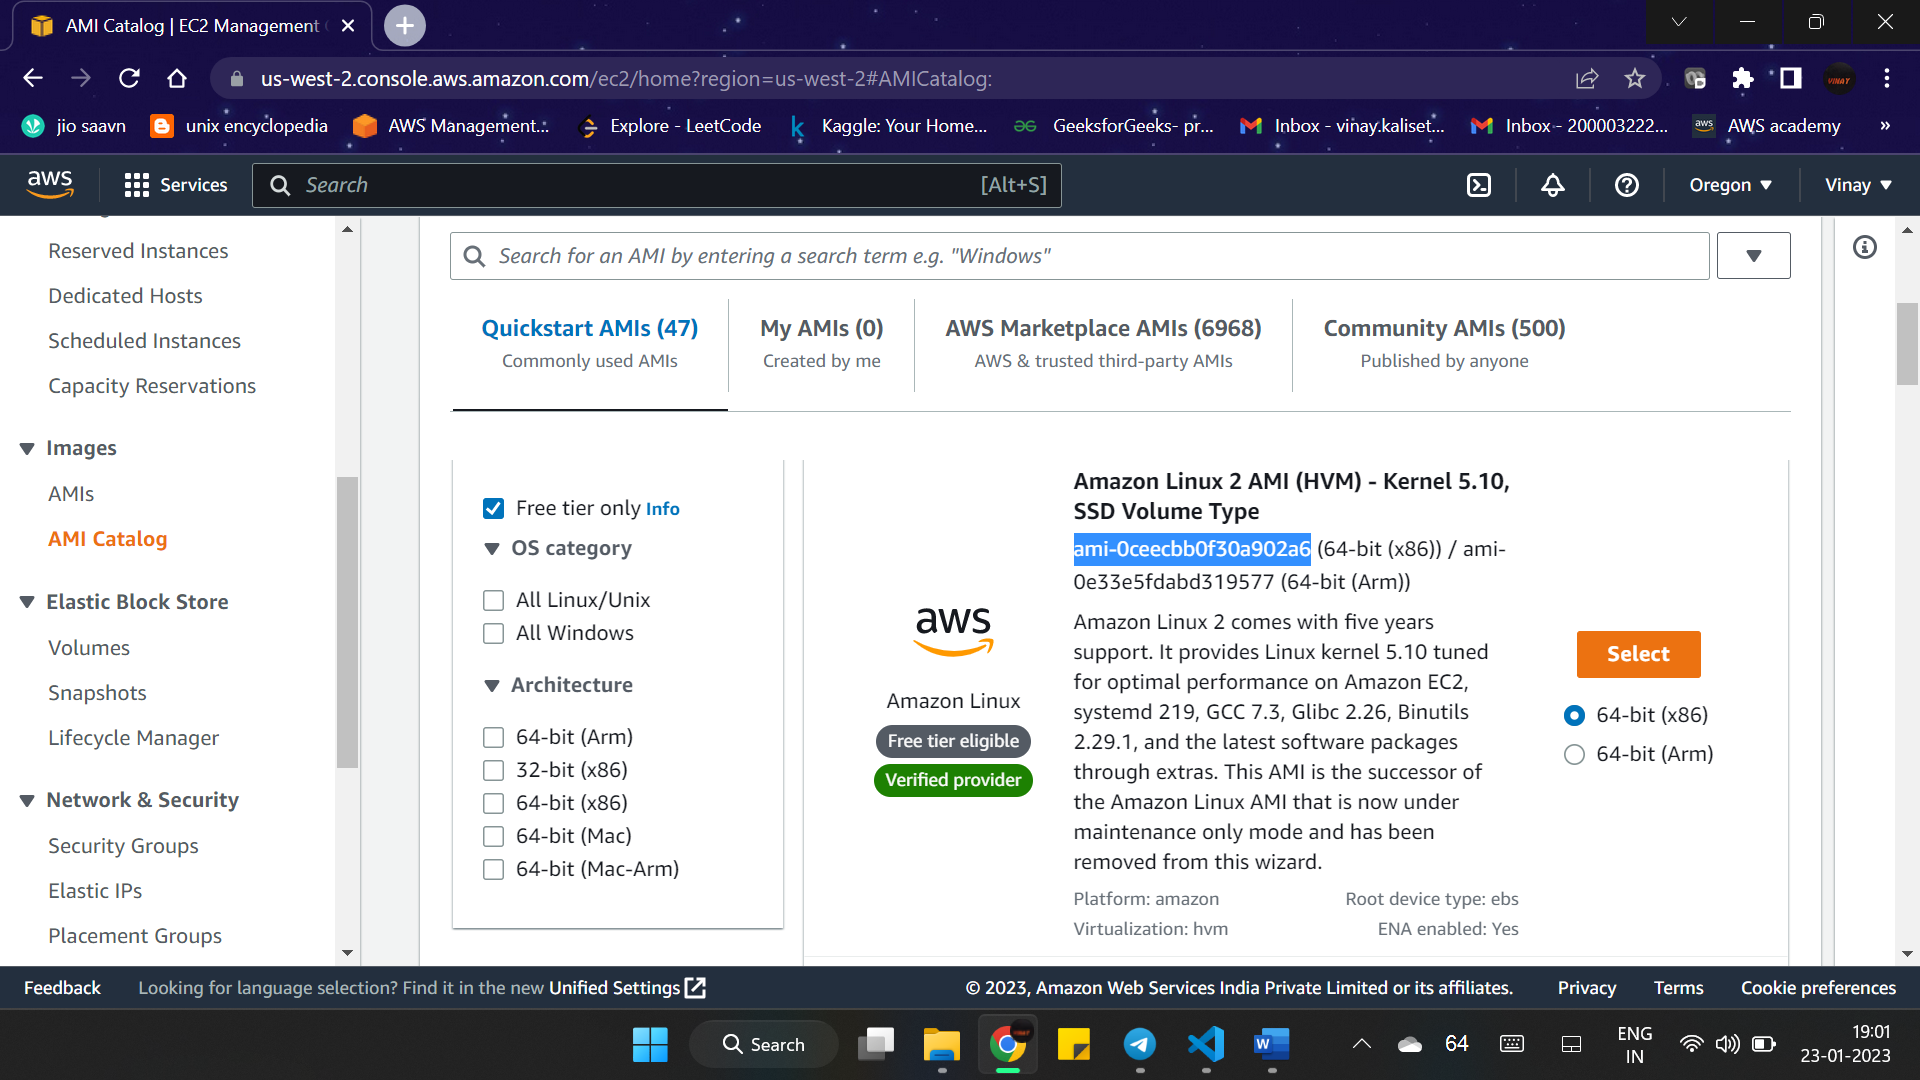 AMI Catalog | EC2 Management
us-west-2.console.aws.amazon.com/ec2/home?region=us-west-2#AMICatalog:
VINAY
jio saavn
unix encyclopedia
AWS Management...
Explore - LeetCode
Kaggle: Your Home...
GeeksforGeeks- pr...
Inbox - vinay.kaliset...
Inbox - 200003222...
aws
AWS academy
»
aws
Services
Search
[Alt+S]
Oregon
Vinay
Reserved Instances
Dedicated Hosts
Scheduled Instances
Capacity Reservations
Images
AMIs
AMI Catalog
Elastic Block Store
Volumes
Snapshots
Lifecycle Manager
Network & Security
Security Groups
Elastic IPs
Placement Groups
Search for an AMI by entering a search term e.g. "Windows"
Quickstart AMIs (47)
Commonly used AMIs
My AMIs (0)
Created by me
AWS Marketplace AMIs (6968)
AWS & trusted third-party AMIs
Community AMIs (500)
Published by anyone
Free tier only Info
OS category
All Linux/Unix
All Windows
Architecture
64-bit (Arm)
32-bit (x86)
64-bit (x86)
64-bit (Mac)
64-bit (Mac-Arm)
aws
Amazon Linux
Free tier eligible
Verified provider
Amazon Linux 2 AMI (HVM) - Kernel 5.10,
SSD Volume Type
ami-0ceecbb0f30a902a6 (64-bit (x86)) / ami-
0e33e5fdabd319577 (64-bit (Arm))
Amazon Linux 2 comes with five years
support. It provides Linux kernel 5.10 tuned
for optimal performance on Amazon EC2,
systemd 219, GCC 7.3, Glibc 2.26, Binutils
2.29.1, and the latest software packages
through extras. This AMI is the successor of
the Amazon Linux AMI that is now under
maintenance only mode and has been
removed from this wizard.
Platform: amazon
Root device type: ebs
Virtualization: hvm
ENA enabled: Yes
Select
64-bit (x86)
64-bit (Arm)
Feedback
Looking for language selection? Find it in the new Unified Settings
© 2023, Amazon Web Services India Private Limited or its affiliates.
Privacy
Terms
Cookie preferences
Search
W
64
ENG
IN
19:01
23-01-2023